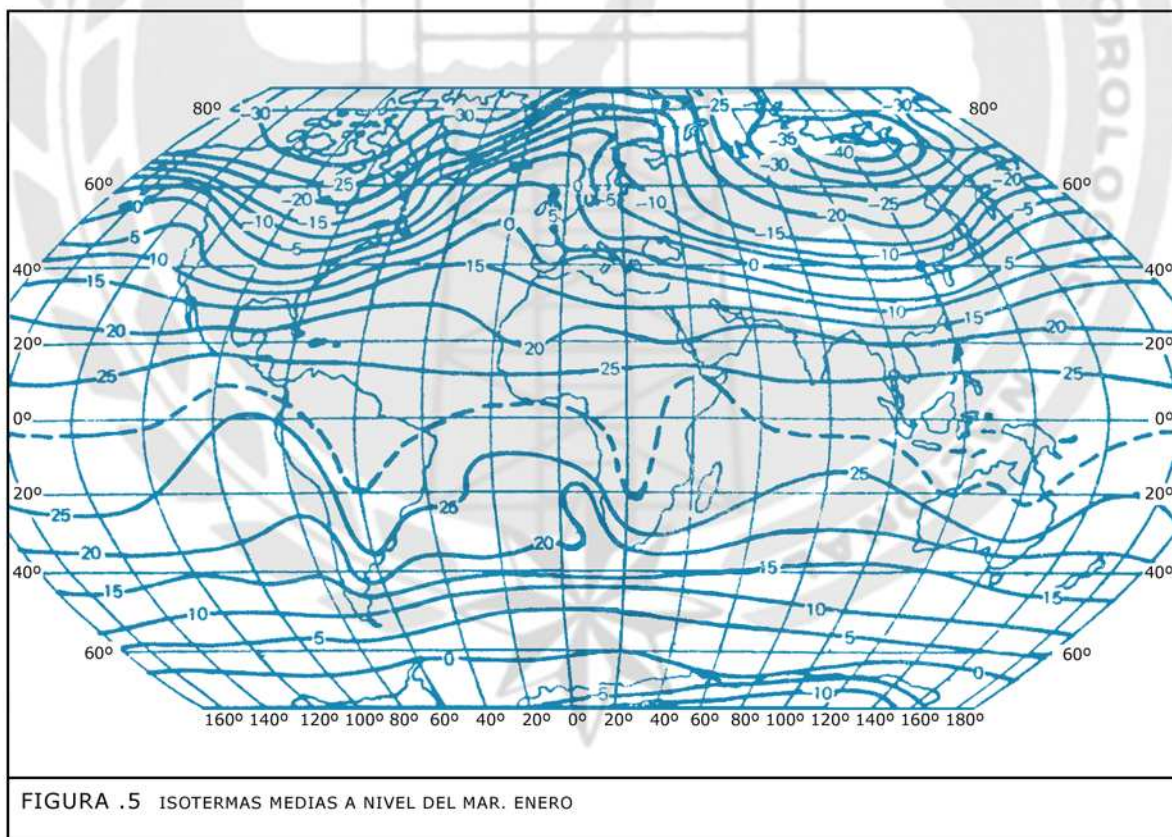 OROLOGICO
NACIONAL
80º 80º
-30 -30 25 -30
-35
-40
-30
60º 60º
-25 -20 -25
-20 -20
0 -5 -10 -5
-10 -15 -15
0 5 -10
5 5 0 -5 0 5
40º 10 15 10 40º
15 -10 15
20 20 20
20º 20º
25 25 25
0º 0º
20º 25 25 25 20º
20 20 20
40º 15 15 15 40º
10 10
5 5
60º 0 0 60º
-5 -10
160º 140º 120º 100º 80º 60º 40º 20º 00º 20º 40º 60º 80º 100º 120º 140º 160º 180º
FIGURA .5 ISOTERMAS MEDIAS A NIVEL DEL MAR. ENERO